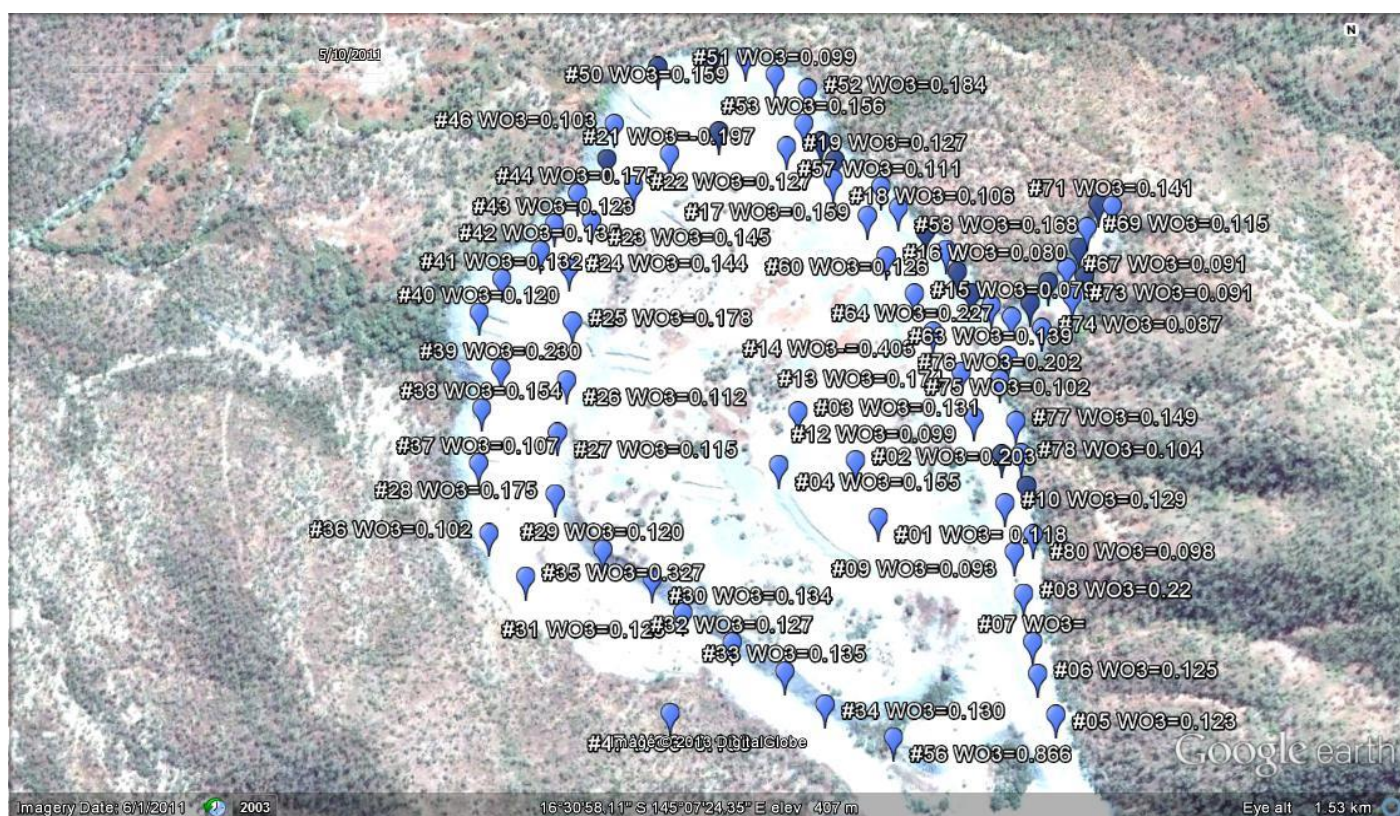 N
5/10/2011
#51 WO3=0.099
#50 WO3=0.159
#52 WO3=0.184
#53 WO3=0.156
#46 WO3=0.103
#21 WO3=-0.197
#19 WO3=0.127
#57 WO3=0.111
#44 WO3=0.175
#22 WO3=0.127
#71 WO3=0.141
#18 WO3=0.106
#43 WO3=0.123
#17 WO3=0.159
#58 WO3=0.168
#69 WO3=0.115
#42 WO3=0.135
#23 WO3=0.145
#16 WO3=0.080
#41 WO3=0.132
#24 WO3=0.144
#60 WO3=0.126
#67 WO3=0.091
#40 WO3=0.120
#15 WO3=0.079
#73 WO3=0.091
#25 WO3=0.178
#64 WO3=0.227
#74 WO3=0.087
#63 WO3=0.139
#39 WO3=0.230
#14 WO3-=0.403
#76 WO3=0.202
#13 WO3=0.174
#75 WO3=0.102
#38 WO3=0.154
#26 WO3=0.112
#03 WO3=0.131
#77 WO3=0.149
#12 WO3=0.099
#37 WO3=0.107
#27 WO3=0.115
#02 WO3=0.203
#78 WO3=0.104
#04 WO3=0.155
#28 WO3=0.175
#10 WO3=0.129
#36 WO3=0.102
#29 WO3=0.120
#01 WO3= 0.118
#80 WO3=0.098
#09 WO3=0.093
#35 WO3=0.327
#08 WO3=0.22
#30 WO3=0.134
#07 WO3=
#31 WO3=0.125
#32 WO3=0.127
#33 WO3=0.135
#06 WO3=0.125
#34 WO3=0.130
#05 WO3=0.123
Image © 2013 DigitalGlobe
#56 WO3=0.866
Google earth
Imagery Date: 6/1/2011 2003 16°30'58.11" S 145°07'24.35" E elev 407 m Eye alt 1.53 km